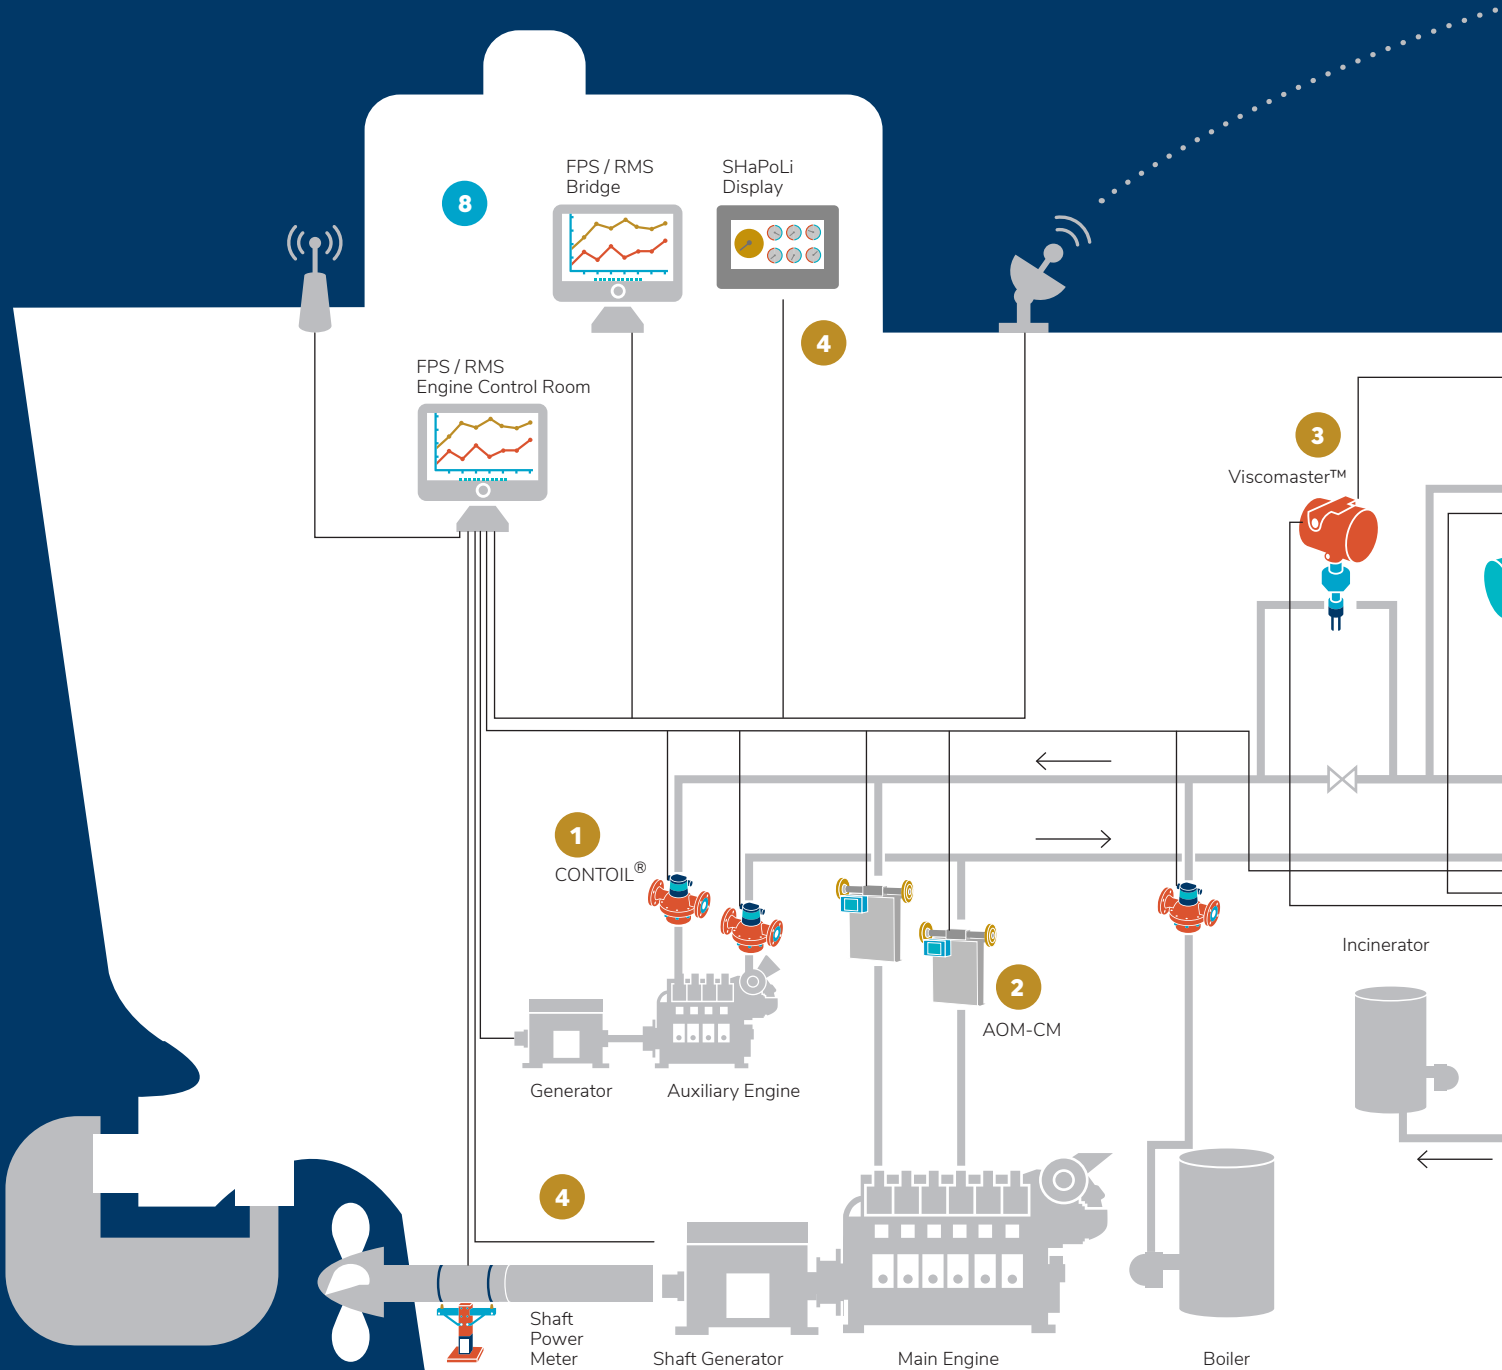 FPS / RMS
Bridge
SHaPoLi
Display
8
4
FPS / RMS
Engine Control Room
3
Viscomaster™
1
CONTOIL®
2
AOM-CM
Incinerator
Generator
Auxiliary Engine
4
Shaft
Power
Meter
Shaft Generator
Main Engine
Boiler